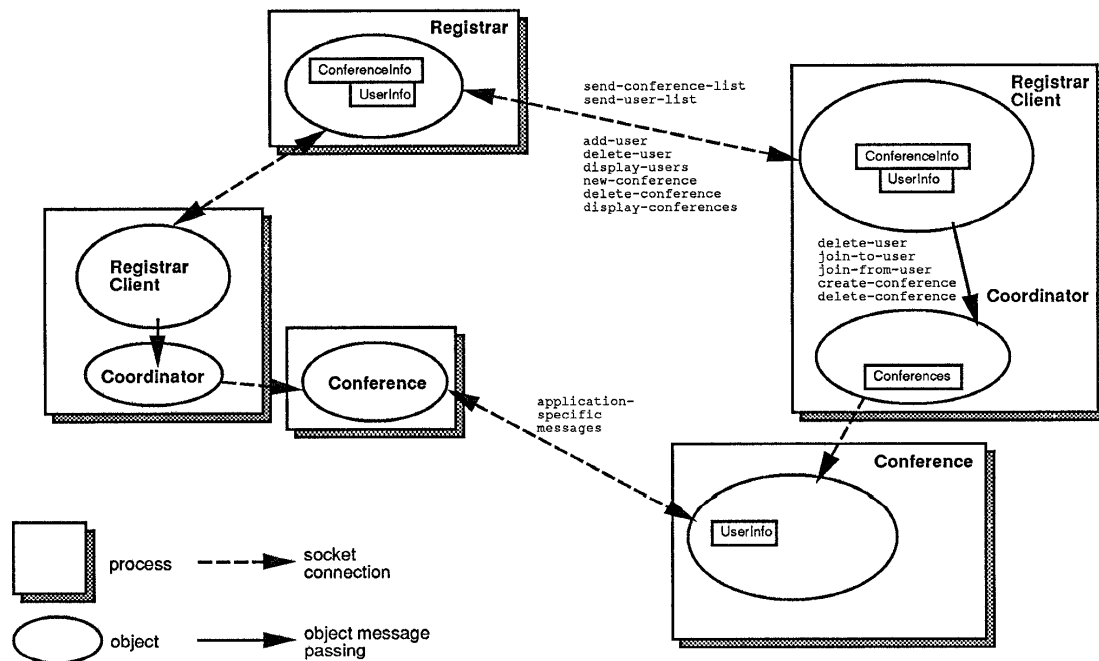 Registrar
ConferenceInfo
UserInfo
send-conference-list
send-user-list
add-user
delete-user
display-users
new-conference
delete-conference
display-conferences
Registrar
Client
ConferenceInfo
UserInfo
delete-user
join-to-user
join-from-user
create-conference
delete-conference
Coordinator
Conferences
Registrar
Client
Coordinator
Conference
application-
specific
messages
Conference
UserInfo
process
socket
connection
object
object message
passing